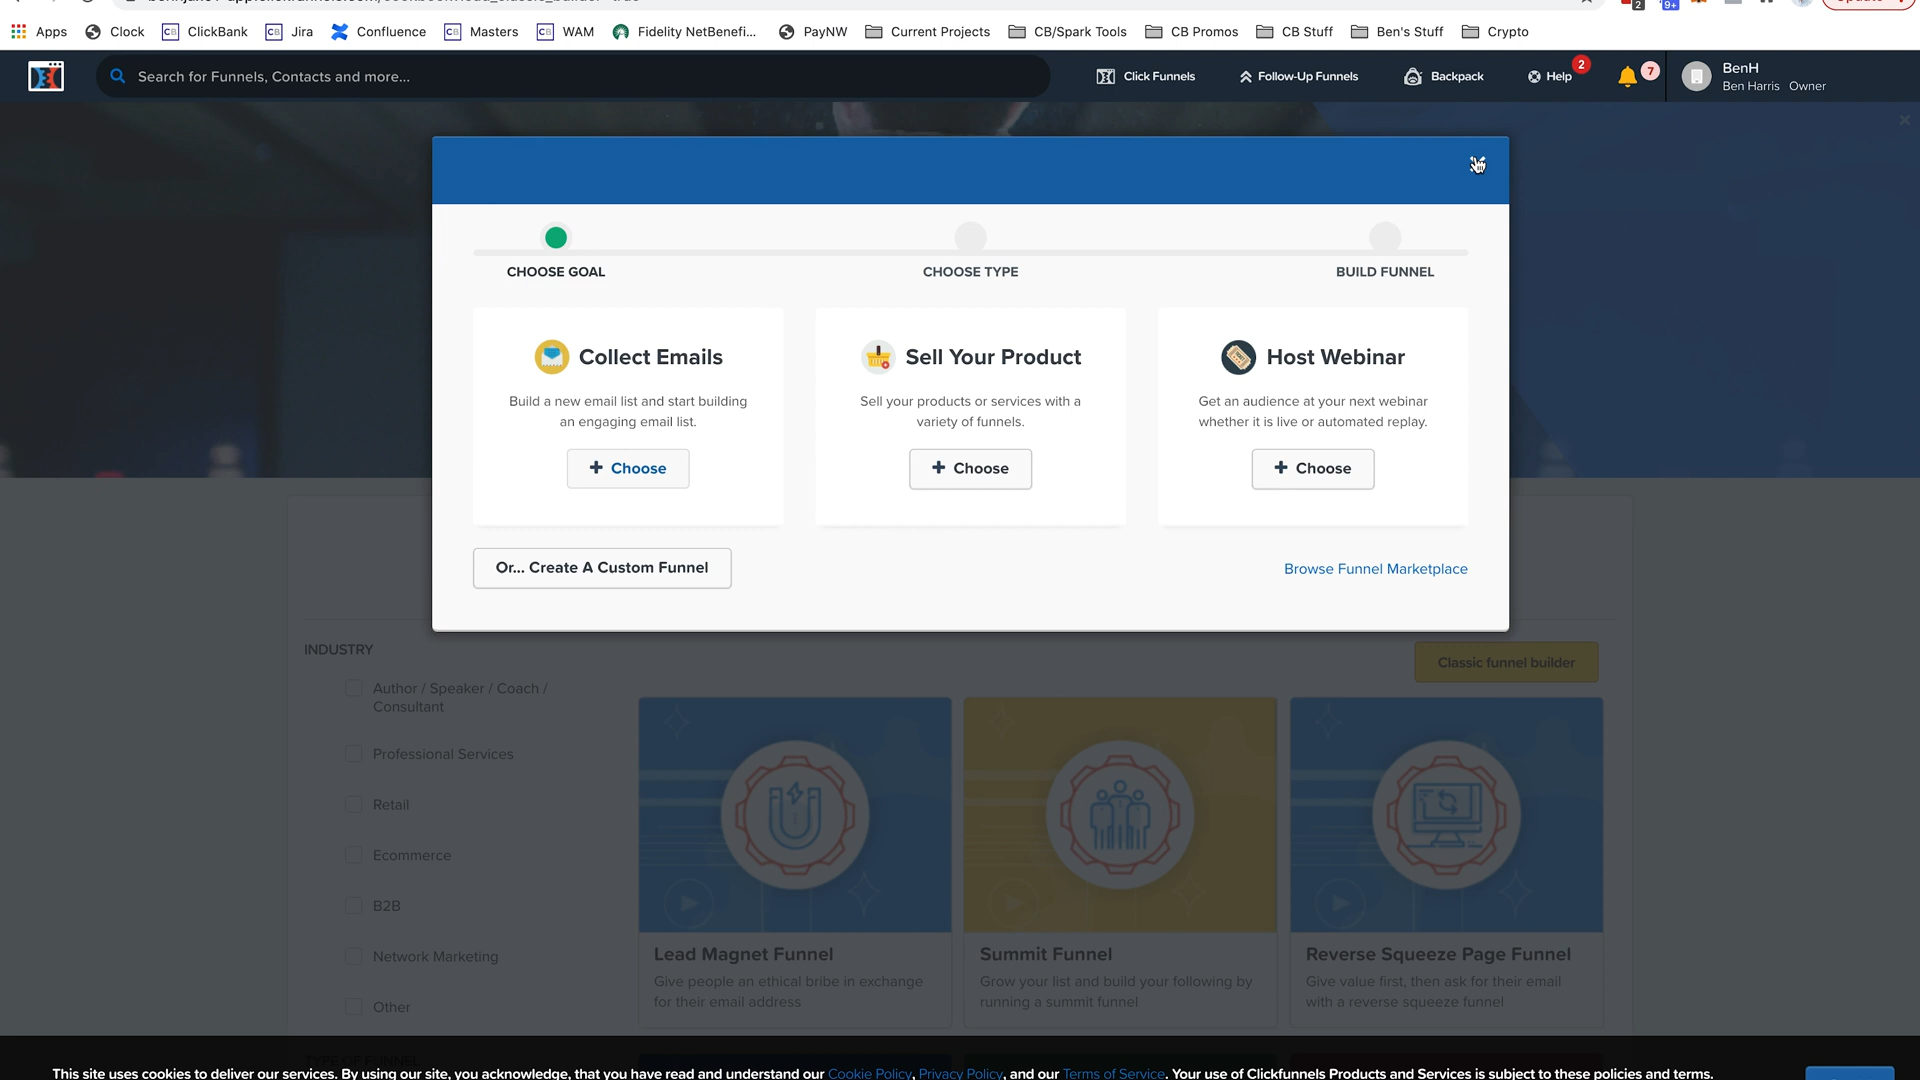 Apps Clock ClickBank Jira Confluence Masters WAM Fidelity NetBenefi... PayNW Current Projects CB/Spark Tools CB Promos CB Stuff Ben's Stuff Crypto
Search for Funnels, Contacts and more...
Click Funnels Follow-Up Funnels Backpack Help 2 7
BenH
Ben Harris Owner
CHOOSE GOAL CHOOSE TYPE BUILD FUNNEL
Collect Emails
Build a new email list and start building
an engaging email list.
+ Choose
Sell Your Product
Sell your products or services with a
variety of funnels.
+ Choose
Host Webinar
Get an audience at your next webinar
whether it is live or automated replay.
+ Choose
Or... Create A Custom Funnel
Browse Funnel Marketplace
INDUSTRY
Classic funnel builder
Author / Speaker / Coach /
Consultant
Professional Services
Retail
Ecommerce
B2B
Network Marketing
Other
Lead Magnet Funnel
Give people an ethical bribe in exchange
for their email address
Summit Funnel
Grow your list and build your following by
running a summit funnel
Reverse Squeeze Page Funnel
Give value first, then ask for their email
with a reverse squeeze funnel
TYPE OF FUNNEL
This site uses cookies to deliver our services. By using our site, you acknowledge, that you have read and understand our Cookie Policy, Privacy Policy, and our Terms of Service. Your use of Clickfunnels Products and Services is subject to these policies and terms.